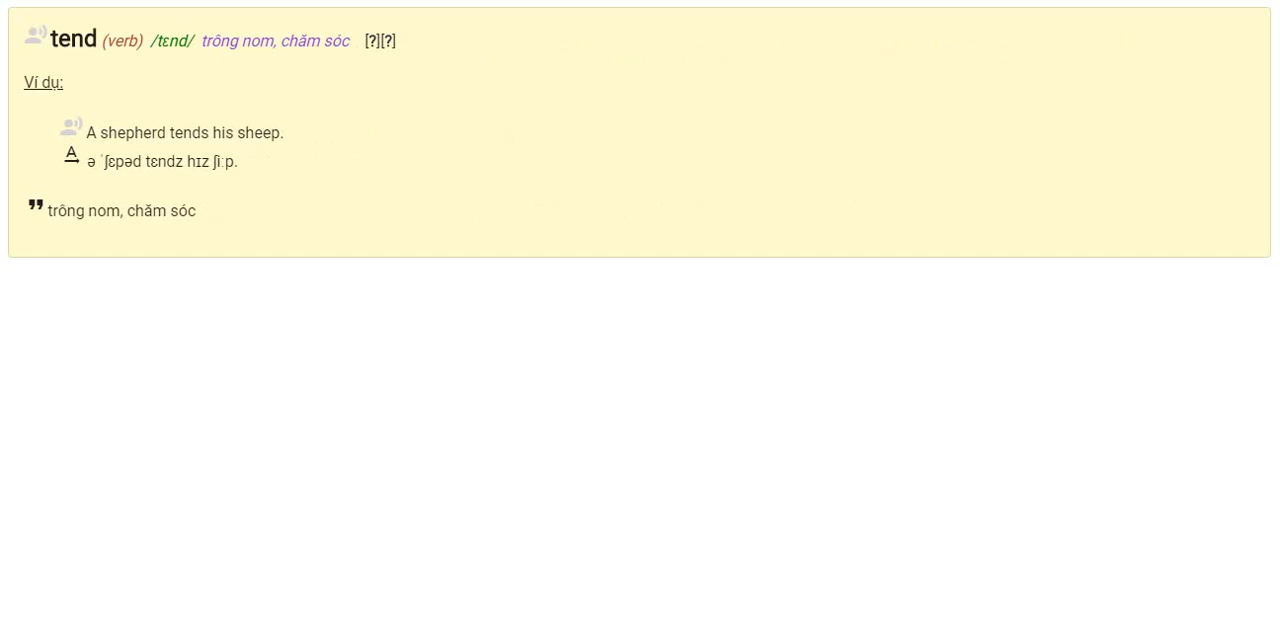 tend (verb) /tɛnd/ trông nom, chăm sóc [?][?]
Ví dụ:
A shepherd tends his sheep.
ə ˈʃɛpəd tɛndz hɪz ʃiːp.
trông nom, chăm sóc